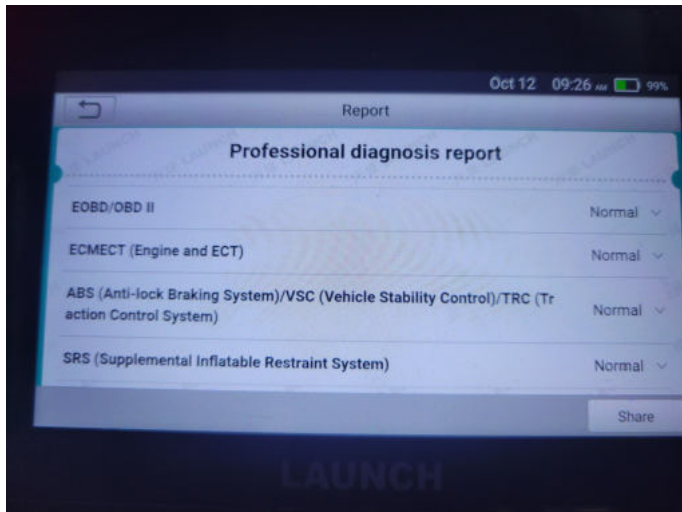 Oct 12 09:26 AM 99%
Report
Professional diagnosis report
EOBD/OBD II Normal
ECMECT (Engine and ECT) Normal
ABS (Anti-lock Braking System)/VSC (Vehicle Stability Control)/TRC (Tr
action Control System) Normal
SRS (Supplemental Inflatable Restraint System) Normal
Share
LAUNCH